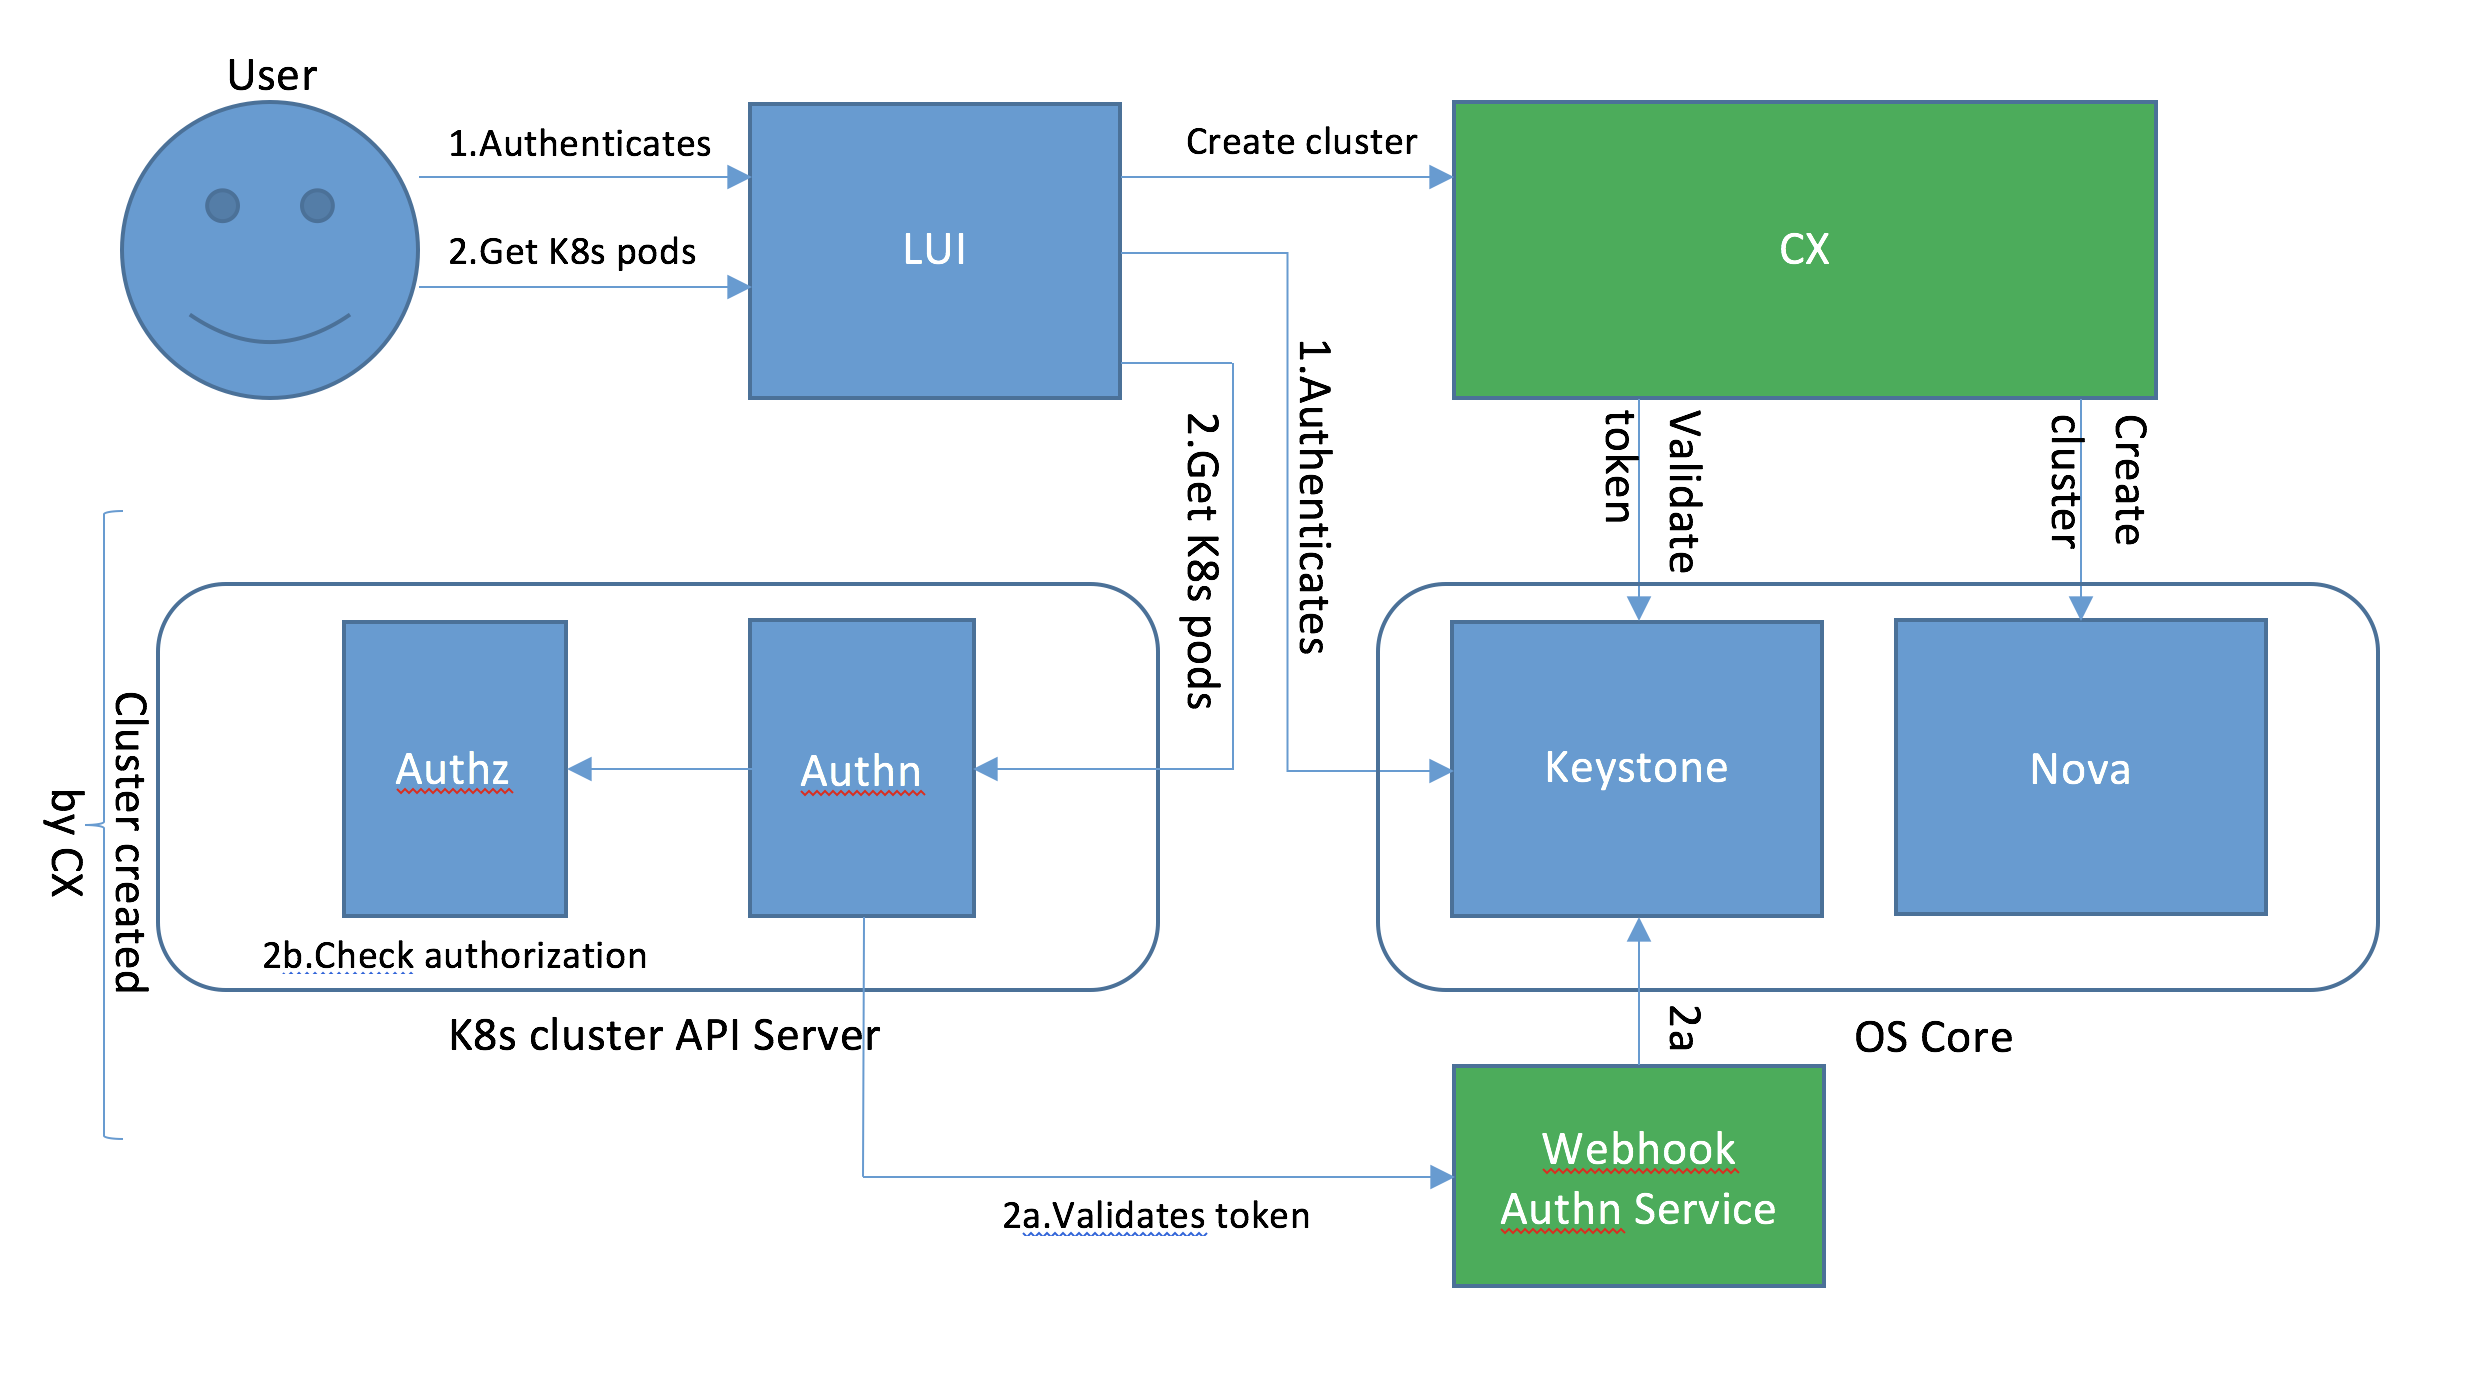 User
1.Authenticates
2.Get K8s pods
LUI
Create cluster
CX
1.Authenticates
2.Get K8s pods
Validate
token
Create
cluster
Cluster created
by CX
Authz
Authn
2b.Check authorization
K8s cluster API Server
Keystone
Nova
OS Core
2a
2a.Validates token
Webhook
Authn Service